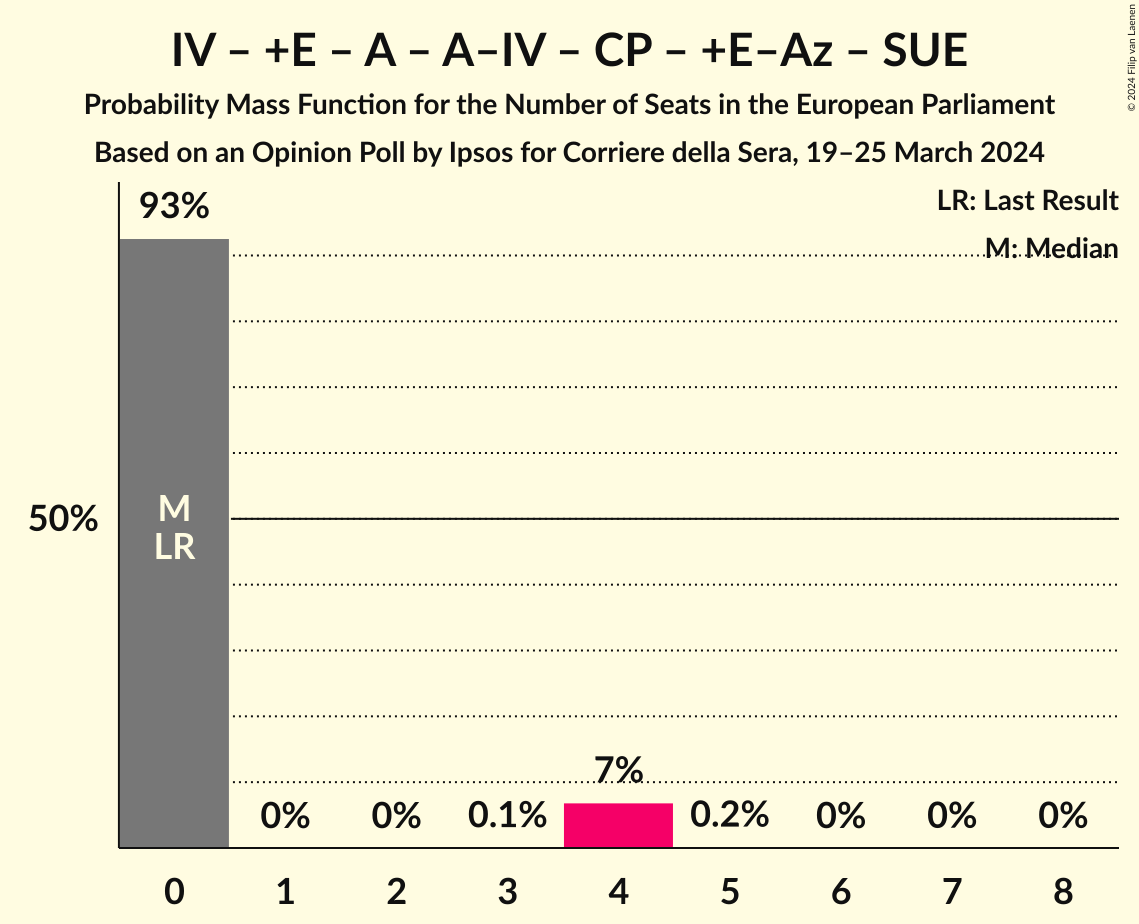 IV – +E – A – A–IV – CP – +E–Az – SUE
Probability Mass Function for the Number of Seats in the European Parliament
Based on an Opinion Poll by Ipsos for Corriere della Sera, 19–25 March 2024
© 2024 Filip van Laenen
LR: Last Result
M: Median
93%
50%
M
LR
0% 0% 0.1% 7% 0.2% 0% 0% 0%
0 1 2 3 4 5 6 7 8